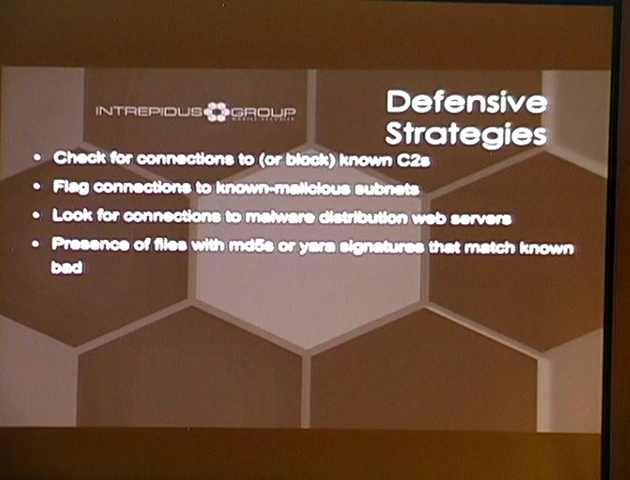 INTREPIDUS GROUP
Defensive
Strategies
• Check for connections to (or block) known C2s
• Flag connections to known-malicious subnets
• Look for connections to malware distribution web servers
• Presence of files with md5s or yara signatures that match known
bad